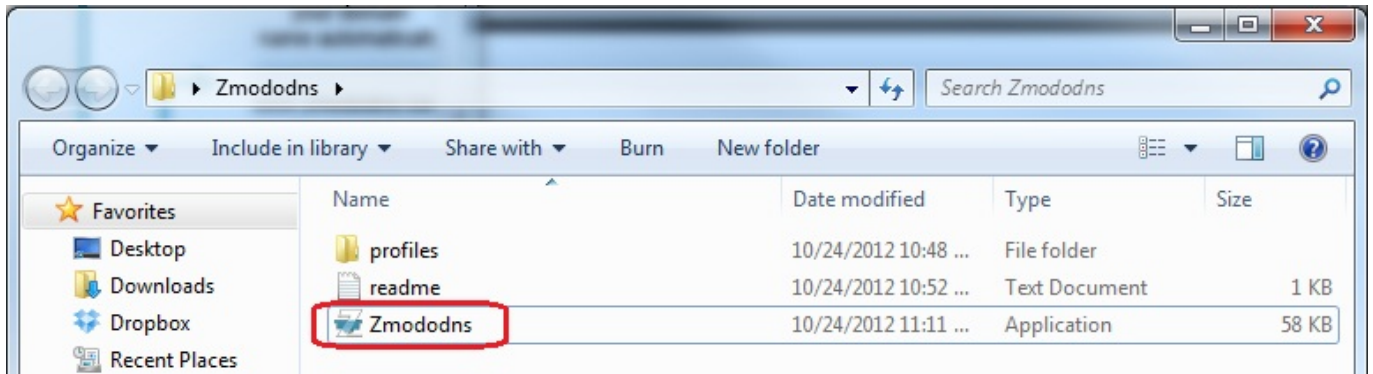 name automaticall
Zmododns
Search Zmododns
Organize Include in library Share with Burn New folder
Favorites
Desktop
Downloads
Dropbox
Recent Places
Name Date modified Type Size
profiles 10/24/2012 10:48 ... File folder
readme 10/24/2012 10:52 ... Text Document 1 KB
Zmododns 10/24/2012 11:11 ... Application 58 KB